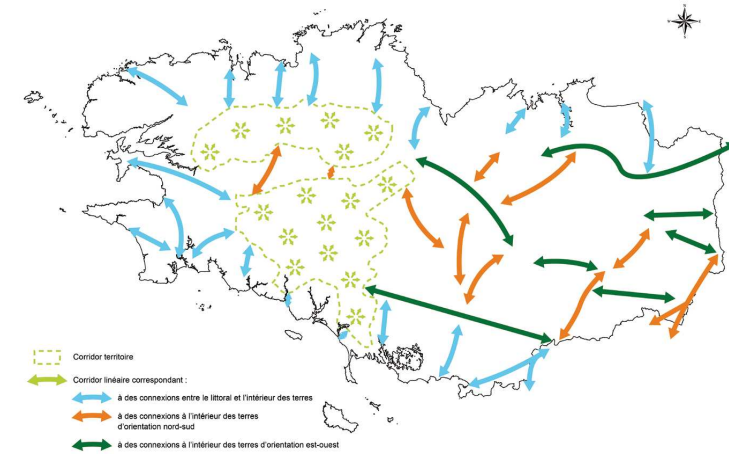 Corridor territoire
Corridor linéaire correspondant :
à des connexions entre le littoral et l'intérieur des terres
à des connexions à l'intérieur des terres
d'orientation nord-sud
à des connexions à l'intérieur des terres d'orientation est-ouest